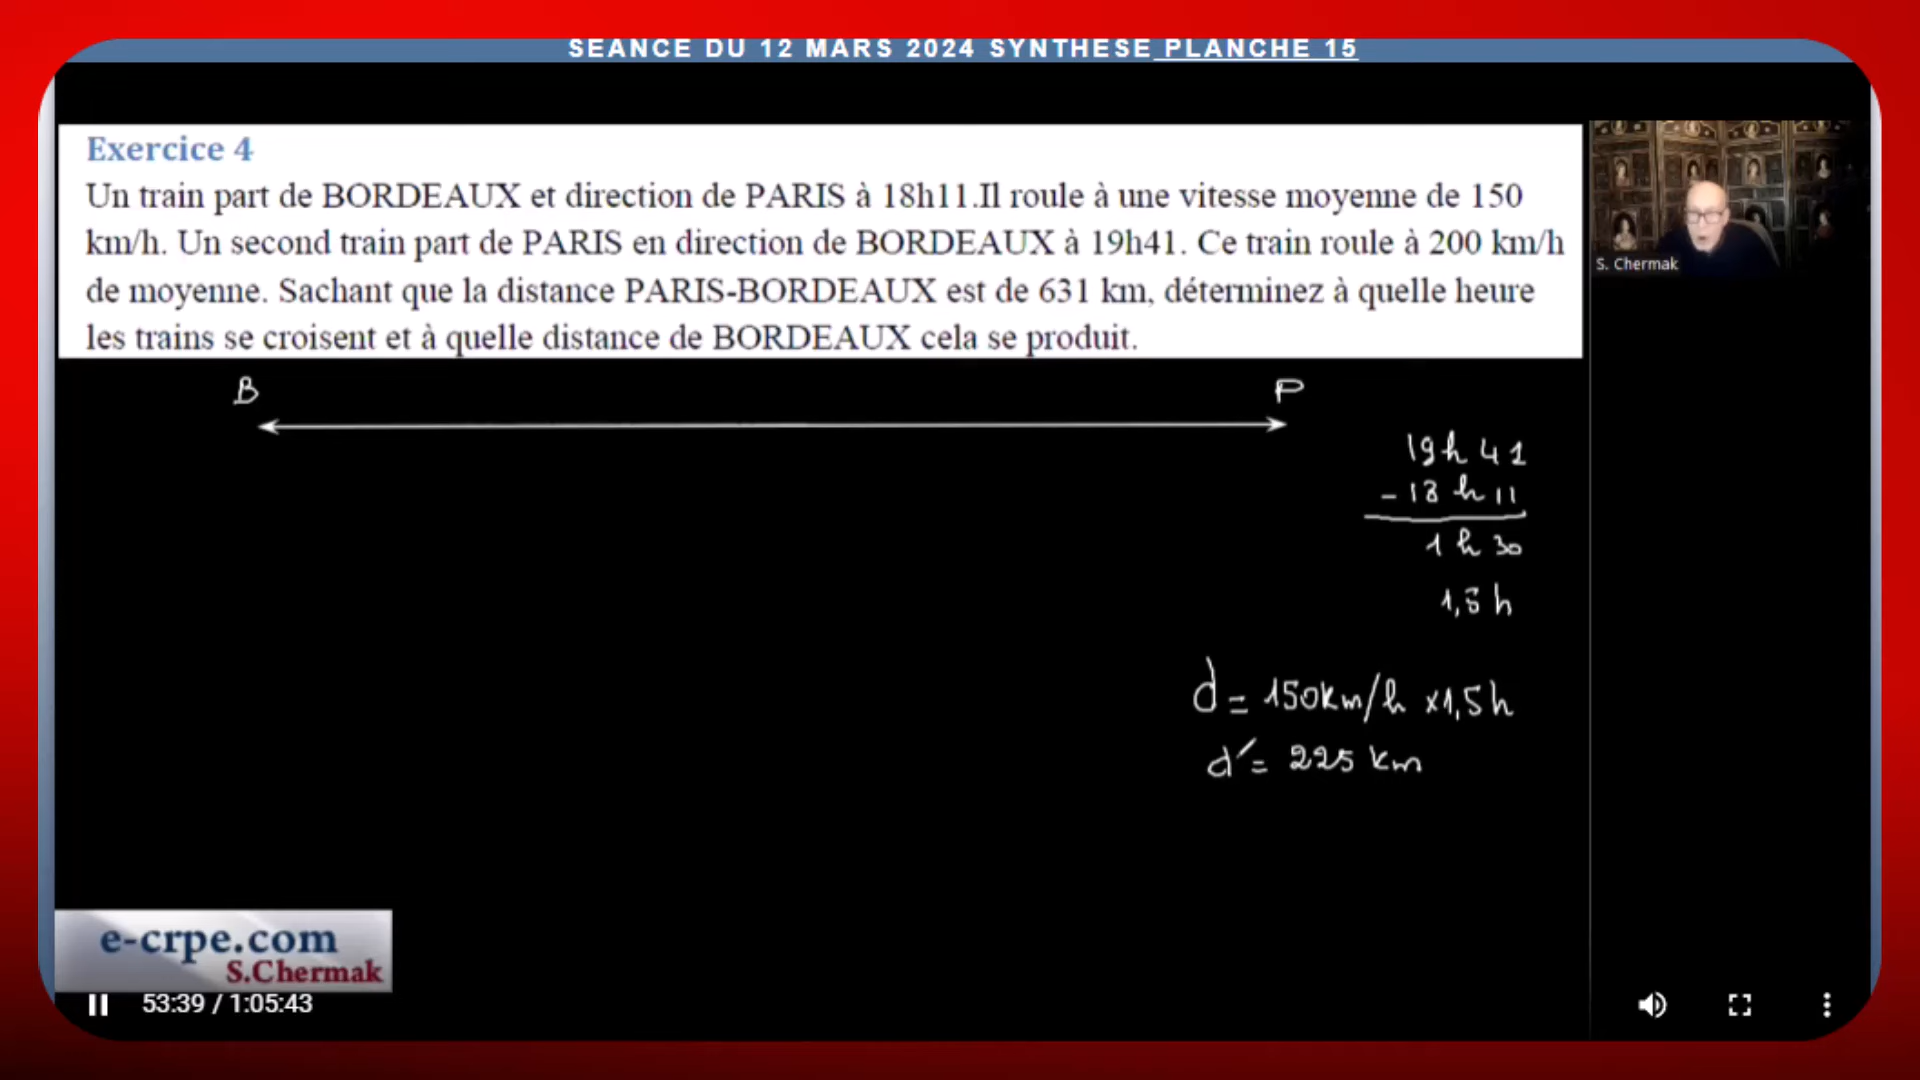 SEANCE DU 12 MARS 2024 SYNTHESE PLANCHE 15
Exercice 4
Un train part de BORDEAUX et direction de PARIS à 18h11.Il roule à une vitesse moyenne de 150
km/h. Un second train part de PARIS en direction de BORDEAUX à 19h41. Ce train roule à 200 km/h
de moyenne. Sachant que la distance PARIS-BORDEAUX est de 631 km, déterminez à quelle heure
les trains se croisent et à quelle distance de BORDEAUX cela se produit.
S. Chermak
B P
19h 41
- 18 h 11
1 h 30
1,5 h
d = 150km/h ×1,5 h
d'= 225 km
e-crpe.com
S.Chermak
53:39 / 1:05:43